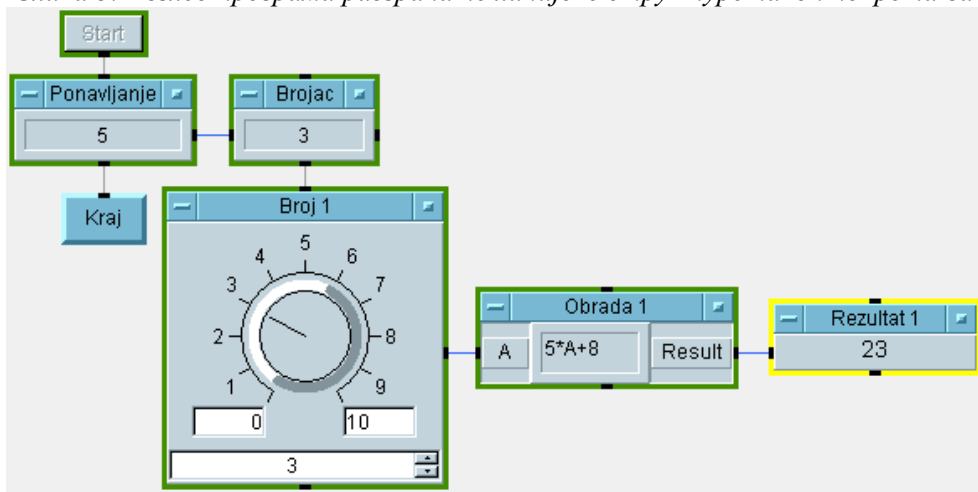 Start
Ponavljanje
5
Brojac
3
Kraj
Broj 1
0
1
2
3
4
5
6
7
8
9
10
3
Obrada 1
A
5*A+8
Result
Rezultat 1
23